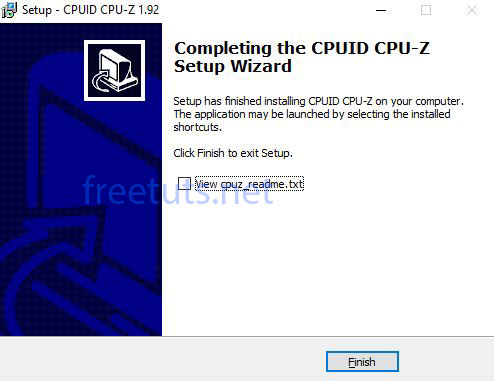 Setup - CPUID CPU-Z 1.92
Completing the CPUID CPU-Z
Setup Wizard
Setup has finished installing CPUID CPU-Z on your computer.
The application may be launched by selecting the installed
shortcuts.
Click Finish to exit Setup.
View cpuz_readme.txt
freetuts.net
Finish